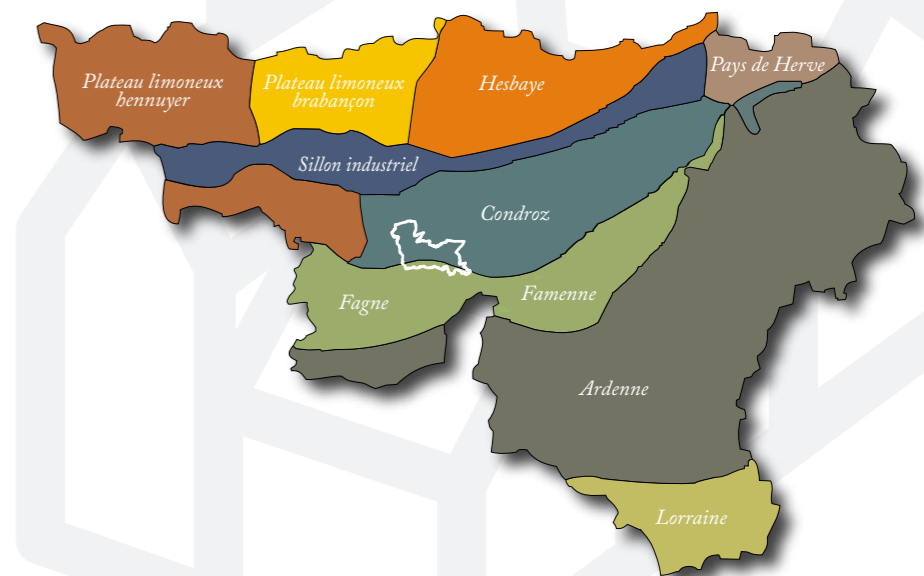 Plateau limoneux
hennuyer
Plateau limoneux
brabançon
Hesbaye
Pays de Herve
Sillon industriel
Condroz
Fagne
Famenne
Ardenne
Lorraine